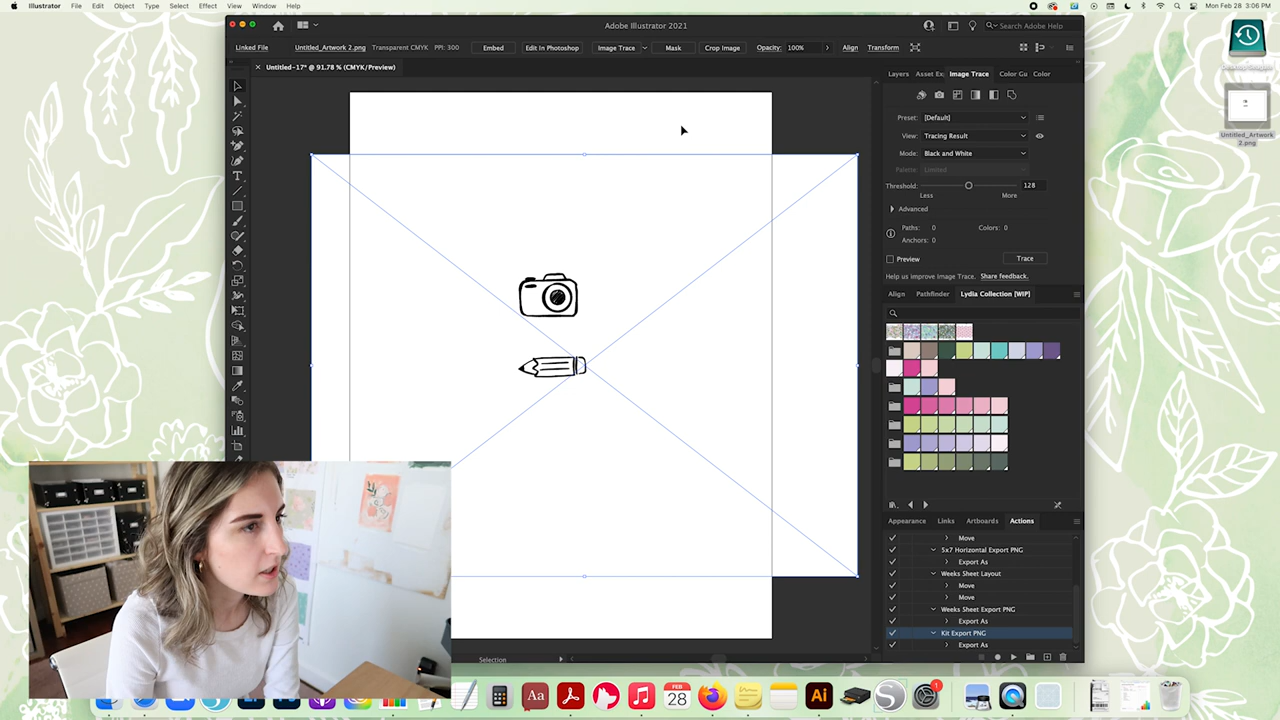 Illustrator File Edit Object Type Select Effect View Window Help
Mon Feb 28 3:06 PM
Adobe Illustrator 2021
Search Adobe Help
Linked File Untitled_Artwork 2.png Transparent CMYK PPI: 300 Embed Edit In Photoshop Image Trace Mask Crop Image Opacity: 100% Align Transform
Untitled-17* @ 91.78 % (CMYK/Preview)
Layers Asset Ex Image Trace Color Gu Color
Preset: [Default]
View: Tracing Result
Mode: Black and White
Palette: Limited
Threshold: 128
Less More
Advanced
Paths: 0 Colors: 0
Anchors: 0
Preview Trace
Help us improve Image Trace. Share feedback.
Align Pathfinder Lydia Collection [WIP]
Appearance Links Artboards Actions
Move
5x7 Horizontal Export PNG
Export As
Weeks Sheet Layout
Move
Move
Weeks Sheet Export PNG
Export As
Kit Export PNG
Export As
Selection
Untitled_Artwork
2.png
Aa
FEB
28
Ai
S
1